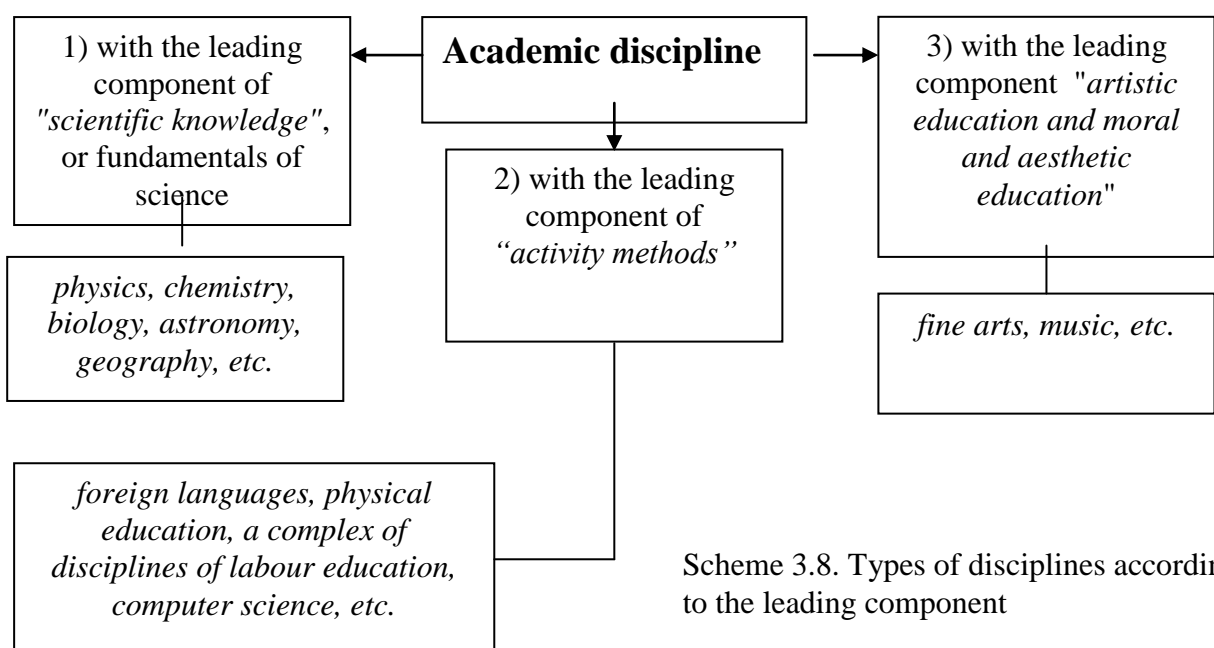 Academic discipline
1) with the leading
component of
"scientific knowledge",
or fundamentals of
science
physics, chemistry,
biology, astronomy,
geography, etc.
2) with the leading
component of
“activity methods”
foreign languages, physical
education, a complex of
disciplines of labour education,
computer science, etc.
3) with the leading
component "artistic
education and moral
and aesthetic
education"
fine arts, music, etc.
Scheme 3.8. Types of disciplines accordin
to the leading component